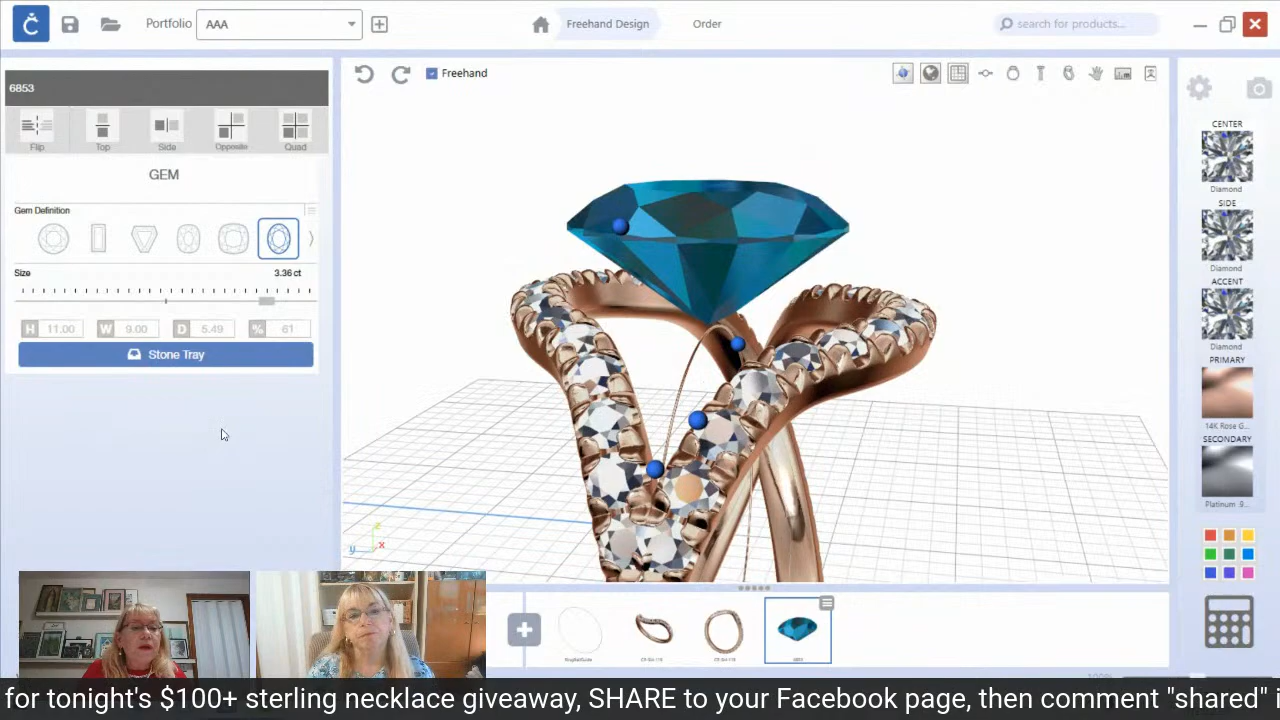 Č
Portfolio
AAA
Freehand Design
Order
search for products...
6853
Flip
Top
Side
Opposite
Quad
GEM
Gem Definition
Size
3.36 ct
H 11.00
W 9.00
D 5.49
% 61
Stone Tray
Freehand
z
y
x
CENTER
Diamond
SIDE
Diamond
ACCENT
Diamond
PRIMARY
14K Rose G...
SECONDARY
Platinum .9...
for tonight's $100+ sterling necklace giveaway, SHARE to your Facebook page, then comment "shared" i